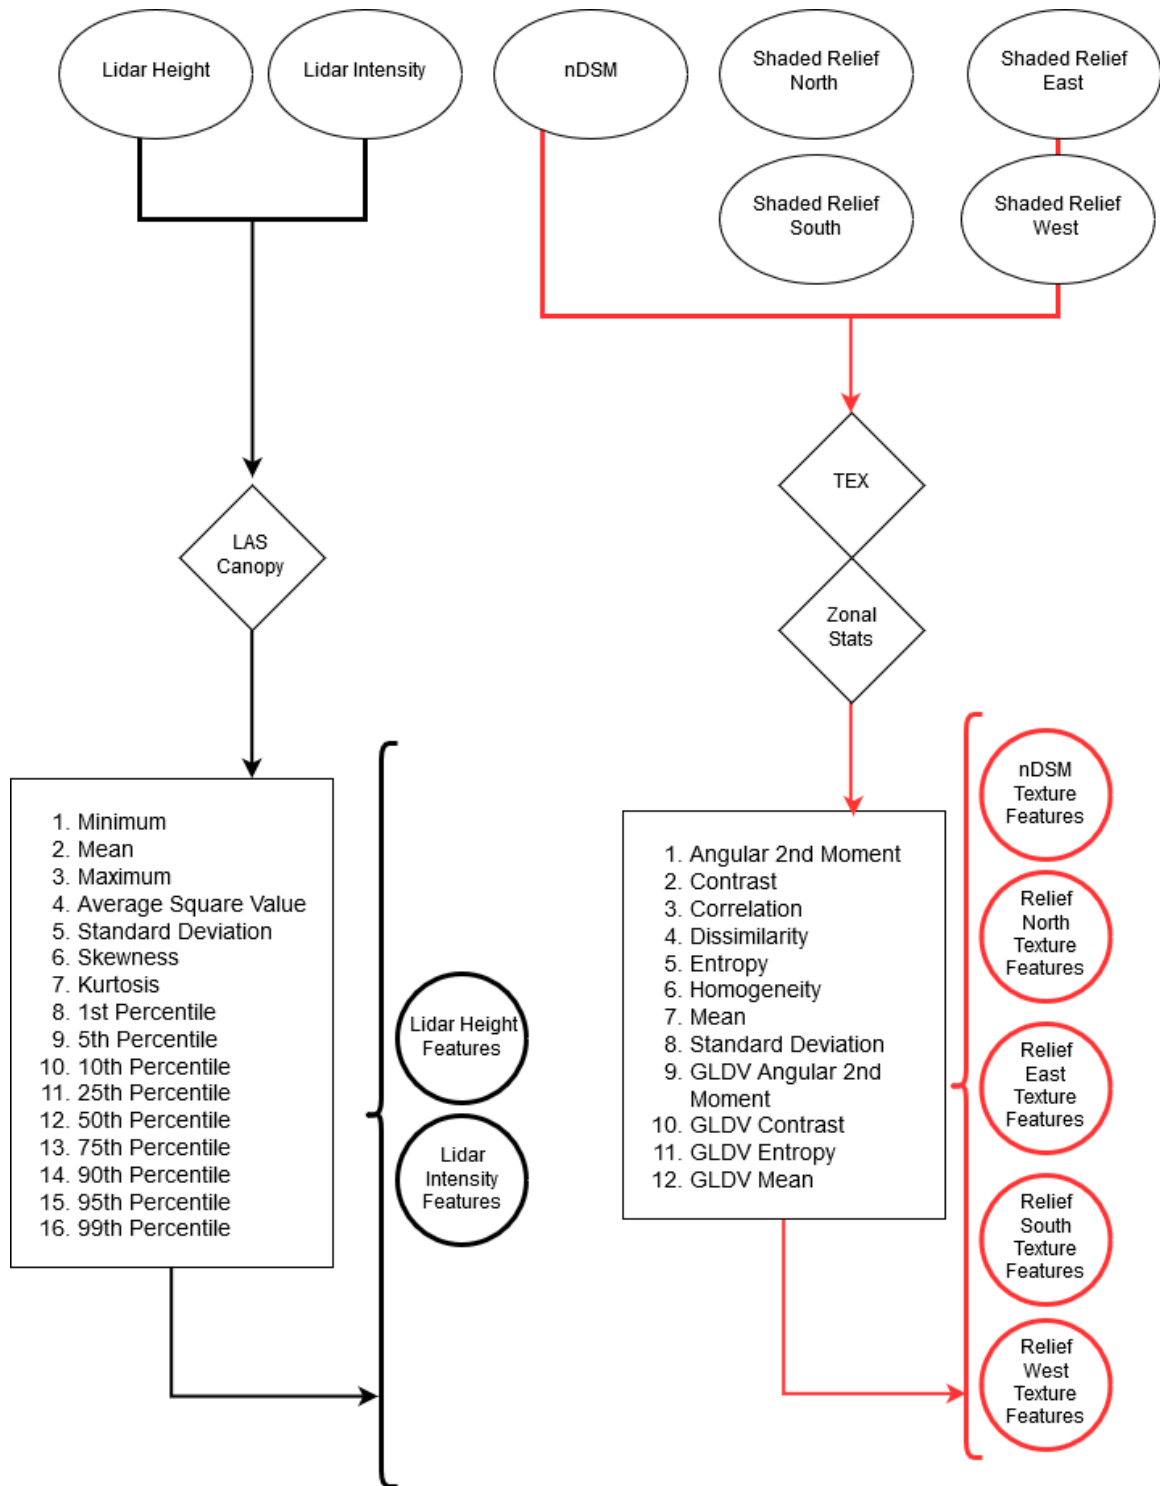 Lidar Height
Lidar Intensity
nDSM
Shaded Relief
North
Shaded Relief
East
Shaded Relief
South
Shaded Relief
West
TEX
LAS
Canopy
Zonal
Stats
1. Minimum
2. Mean
3. Maximum
4. Average Square Value
5. Standard Deviation
6. Skewness
7. Kurtosis
8. 1st Percentile
9. 5th Percentile
10. 10th Percentile
11. 25th Percentile
12. 50th Percentile
13. 75th Percentile
14. 90th Percentile
15. 95th Percentile
16. 99th Percentile
Lidar Height
Features
Lidar
Intensity
Features
1. Angular 2nd Moment
2. Contrast
3. Correlation
4. Dissimilarity
5. Entropy
6. Homogeneity
7. Mean
8. Standard Deviation
9. GLDV Angular 2nd
Moment
10. GLDV Contrast
11. GLDV Entropy
12. GLDV Mean
nDSM
Texture
Features
Relief
North
Texture
Features
Relief
East
Texture
Features
Relief
South
Texture
Features
Relief
West
Texture
Features